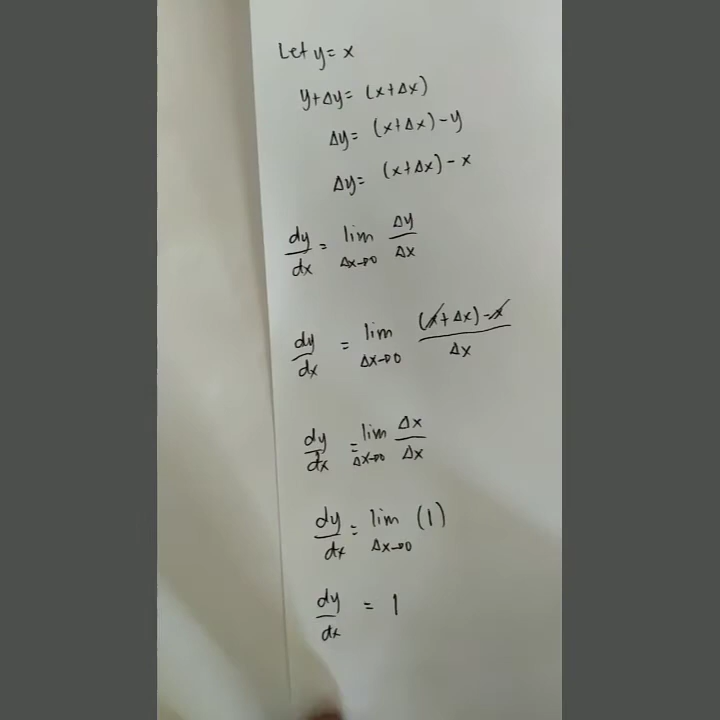 Let y = x
y+Δy = (x+Δx)
Δy = (x+Δx) - y
Δy = (x+Δx) - x
dy/dx = lim Δx→0 Δy/Δx
dy/dx = lim Δx→0 (x+Δx)-x/Δx
dy/dx = lim Δx→0 Δx/Δx
dy/dx = lim Δx→0 (1)
dy/dx = 1